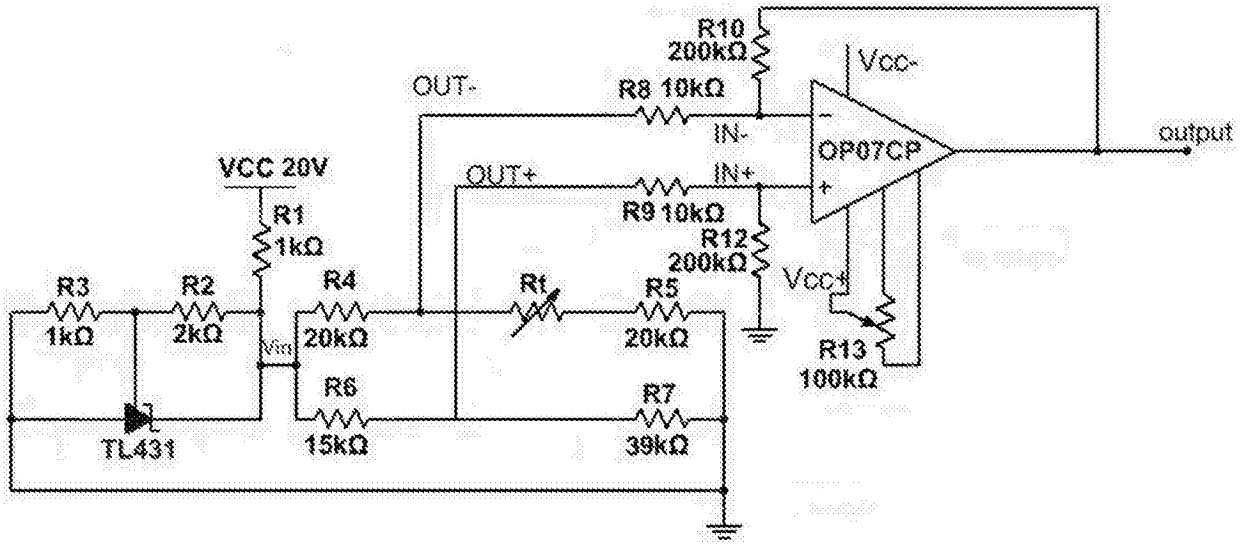 R10
200kΩ
Vcc-
OUT-
R8 10kΩ
IN-
OP07CP
output
VCC 20V
OUT+
IN+
R9 10kΩ
R1
1kΩ
R12
200kΩ
Vcc+
R3
1kΩ
R2
2kΩ
R4
20kΩ
Rt
R5
20kΩ
Vin
R13
100kΩ
R6
15kΩ
R7
39kΩ
TL431